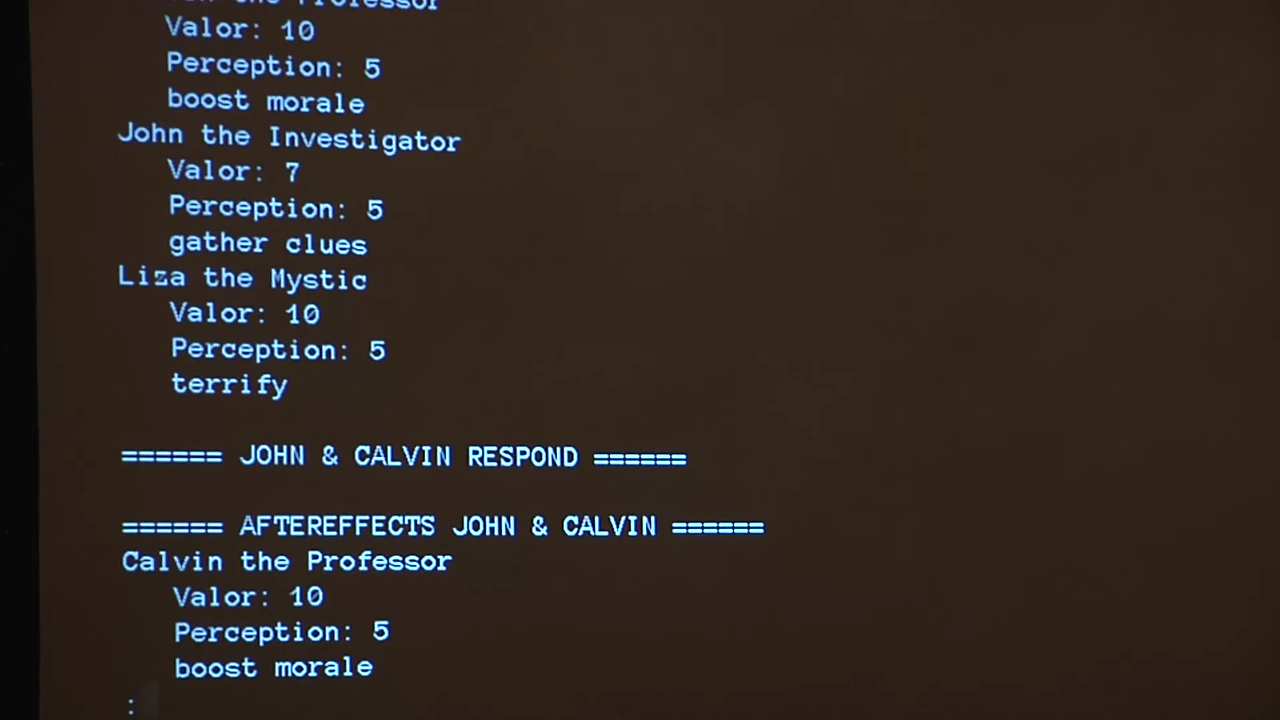 the Professor
Valor: 10
Perception: 5
boost morale
John the Investigator
Valor: 7
Perception: 5
gather clues
Liza the Mystic
Valor: 10
Perception: 5
terrify
====== JOHN & CALVIN RESPOND ======
====== AFTEREFFECTS JOHN & CALVIN ======
Calvin the Professor
Valor: 10
Perception: 5
boost morale
: